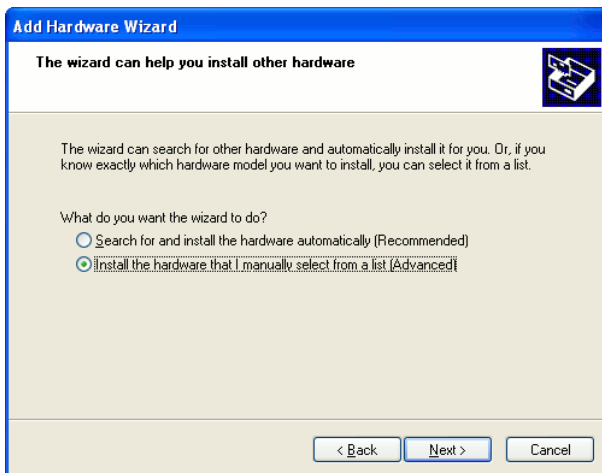 Add Hardware Wizard
The wizard can help you install other hardware
The wizard can search for other hardware and automatically install it for you. Or, if you
know exactly which hardware model you want to install, you can select it from a list.
What do you want the wizard to do?
Search for and install the hardware automatically (Recommended)
Install the hardware that I manually select from a list (Advanced)
< Back Next > Cancel